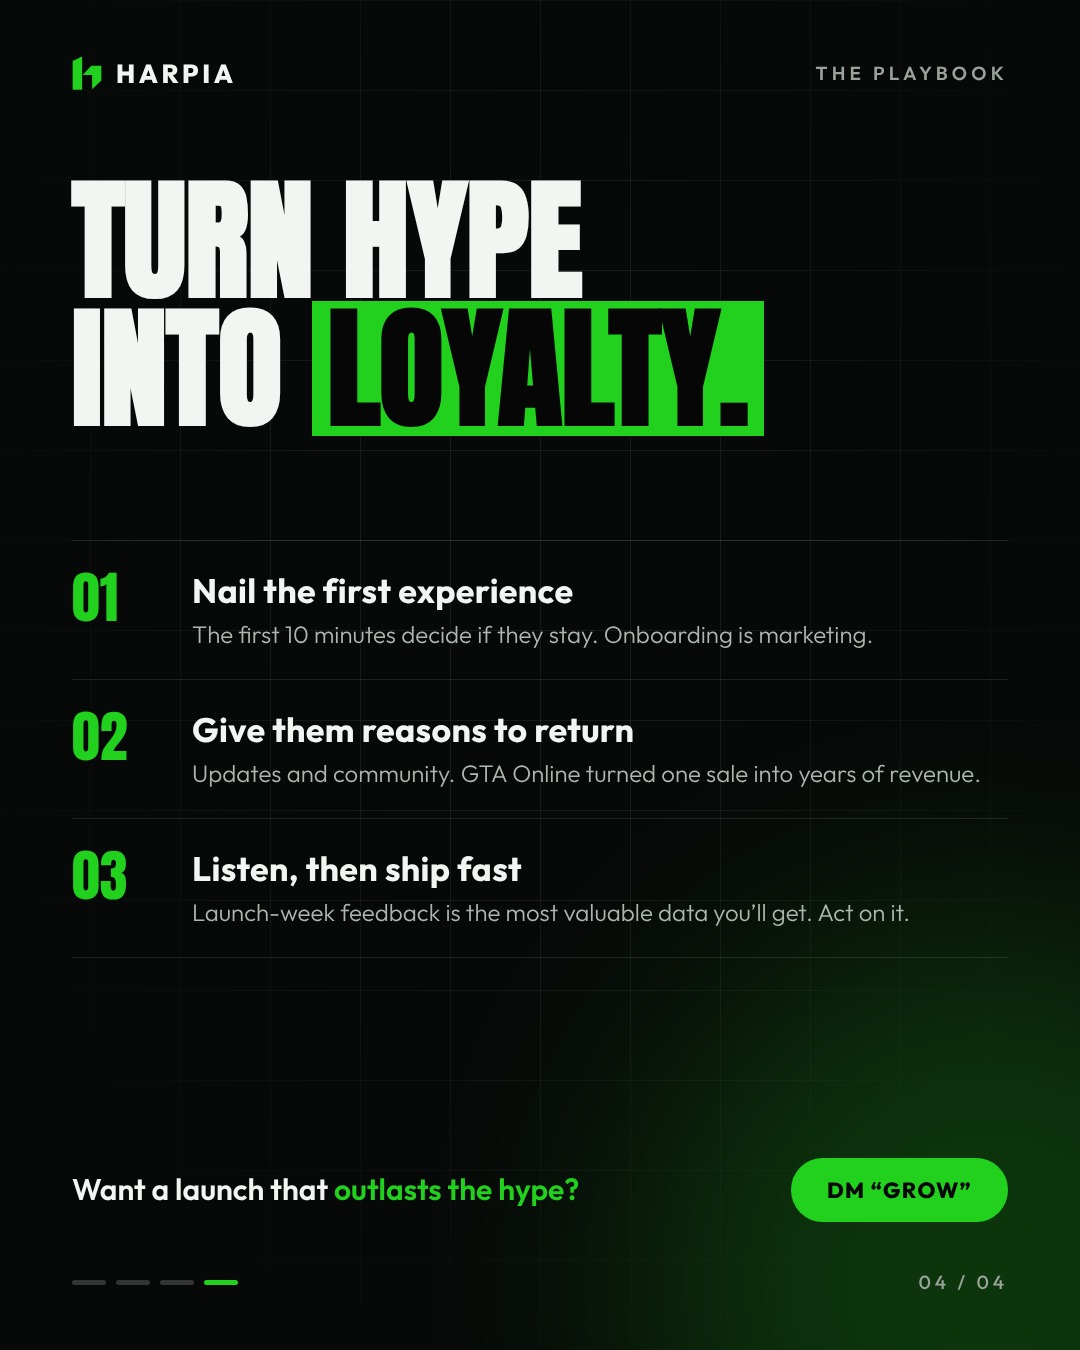 HARPIA
THE PLAYBOOK
TURN HYPE
INTO LOYALTY.
01
Nail the first experience
The first 10 minutes decide if they stay. Onboarding is marketing.
02
Give them reasons to return
Updates and community. GTA Online turned one sale into years of revenue.
03
Listen, then ship fast
Launch-week feedback is the most valuable data you’ll get. Act on it.
Want a launch that outlasts the hype?
DM “GROW”
04 / 04